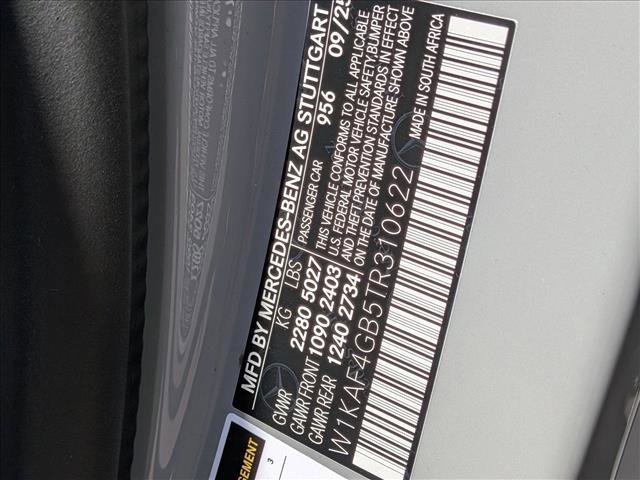 MFD BY MERCEDES-BENZ AG STUTTGART
956 09/25
KG LBS
GVWR 2280 5027
GAWR FRONT 1090 2403
GAWR REAR 1240 2734
PASSENGER CAR
THIS VEHICLE CONFORMS TO ALL APPLICABLE
U.S. FEDERAL MOTOR VEHICLE SAFETY, BUMPER
AND THEFT PREVENTION STANDARDS IN EFFECT
ON THE DATE OF MANUFACTURE SHOWN ABOVE
W1KAF4GB5TR310622
MADE IN SOUTH AFRICA
GEMENT
3